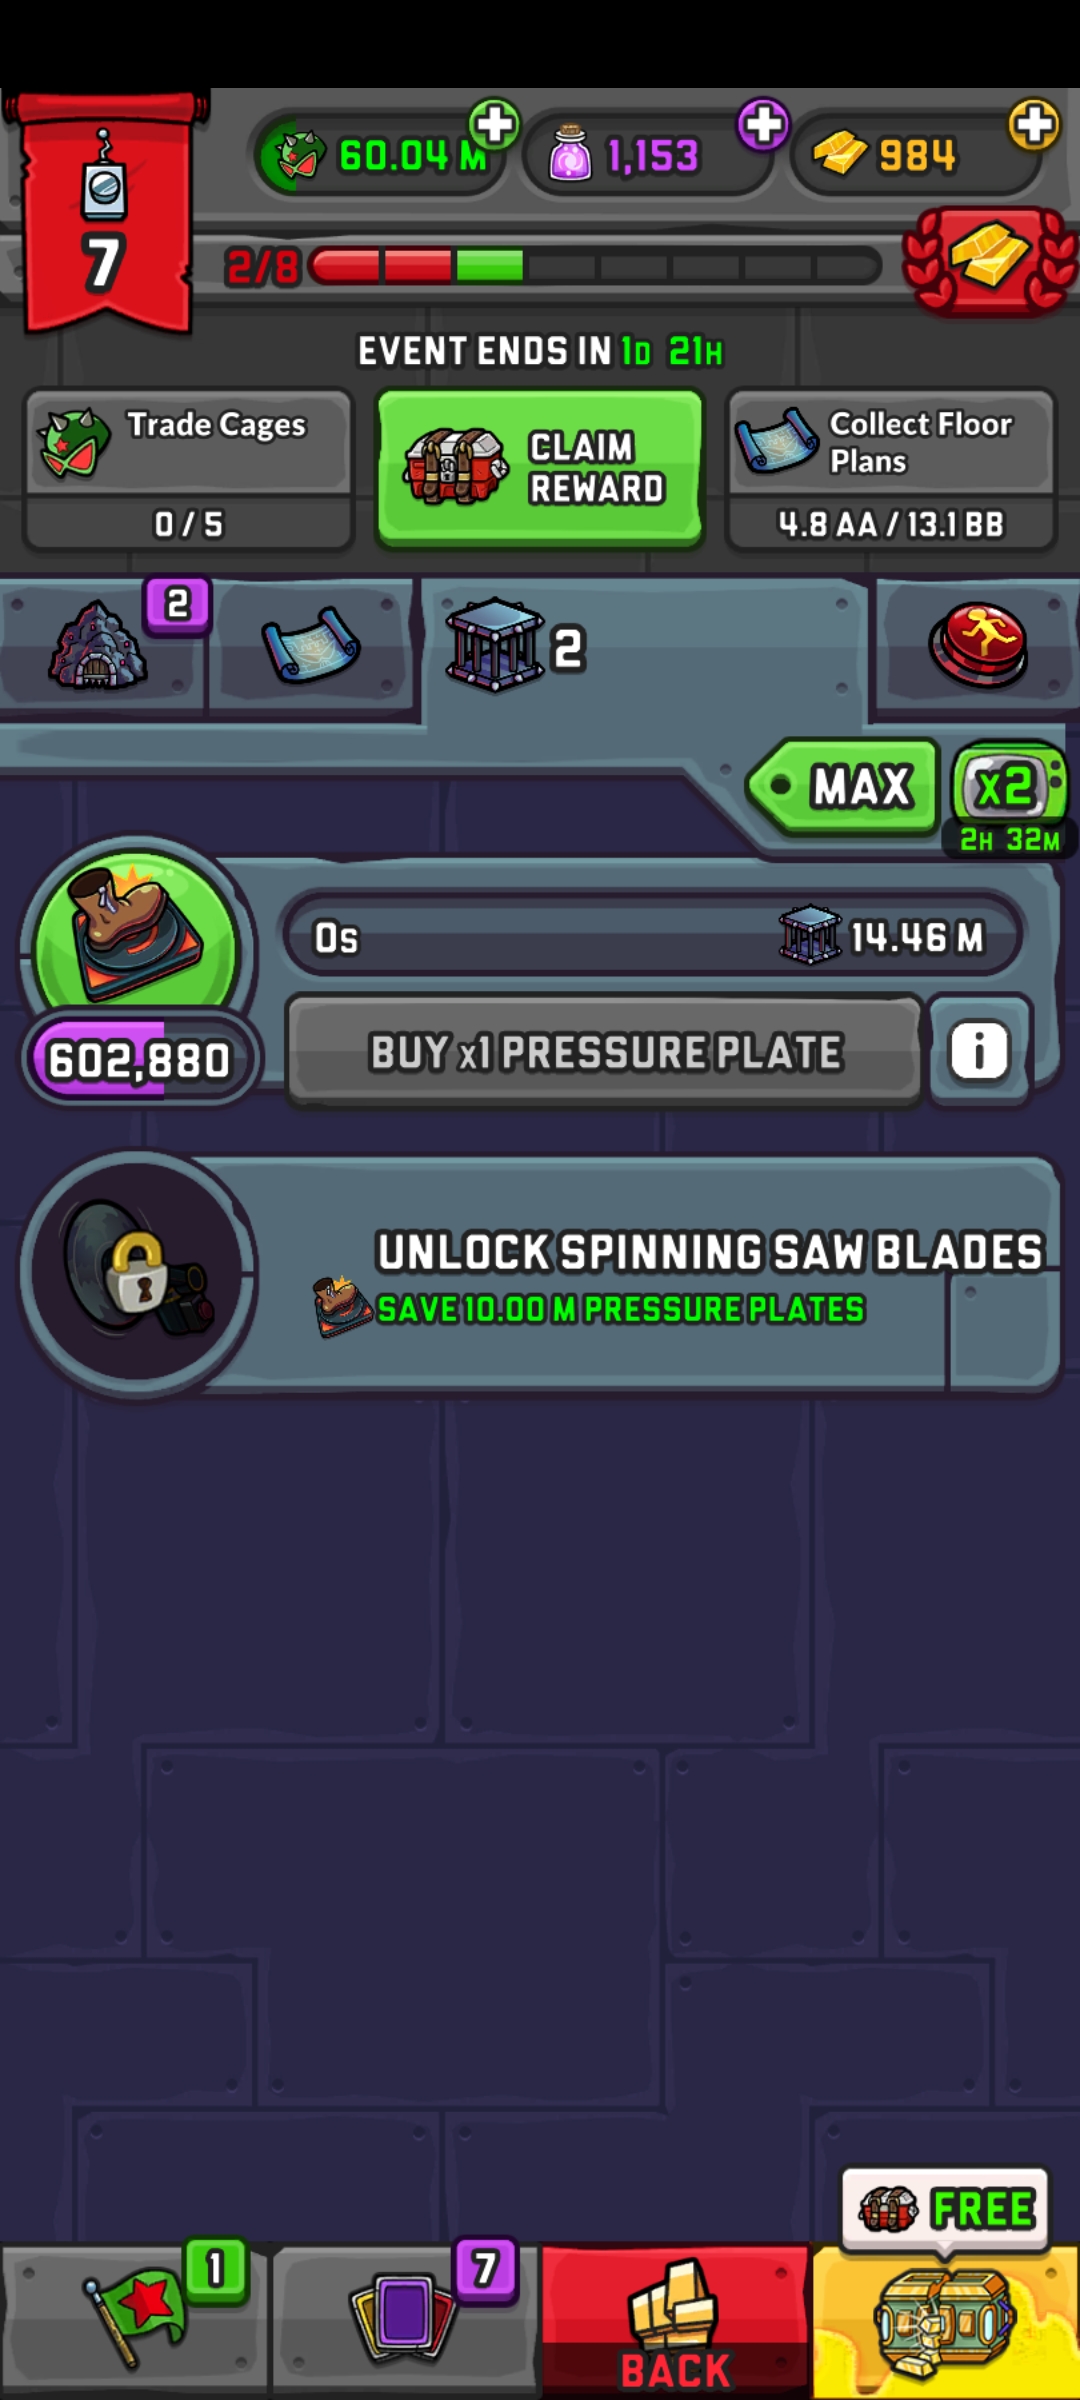 60.04 M
1,153
984
7
2/8
EVENT ENDS IN 1D 21H
Trade Cages
0 / 5
CLAIM
REWARD
Collect Floor
Plans
4.8 AA / 13.1 BB
2
2
MAX
x2
2H 32M
0s
14.46 M
602,880
BUY x1 PRESSURE PLATE
i
UNLOCK SPINNING SAW BLADES
SAVE 10.00 M PRESSURE PLATES
FREE
1
7
BACK